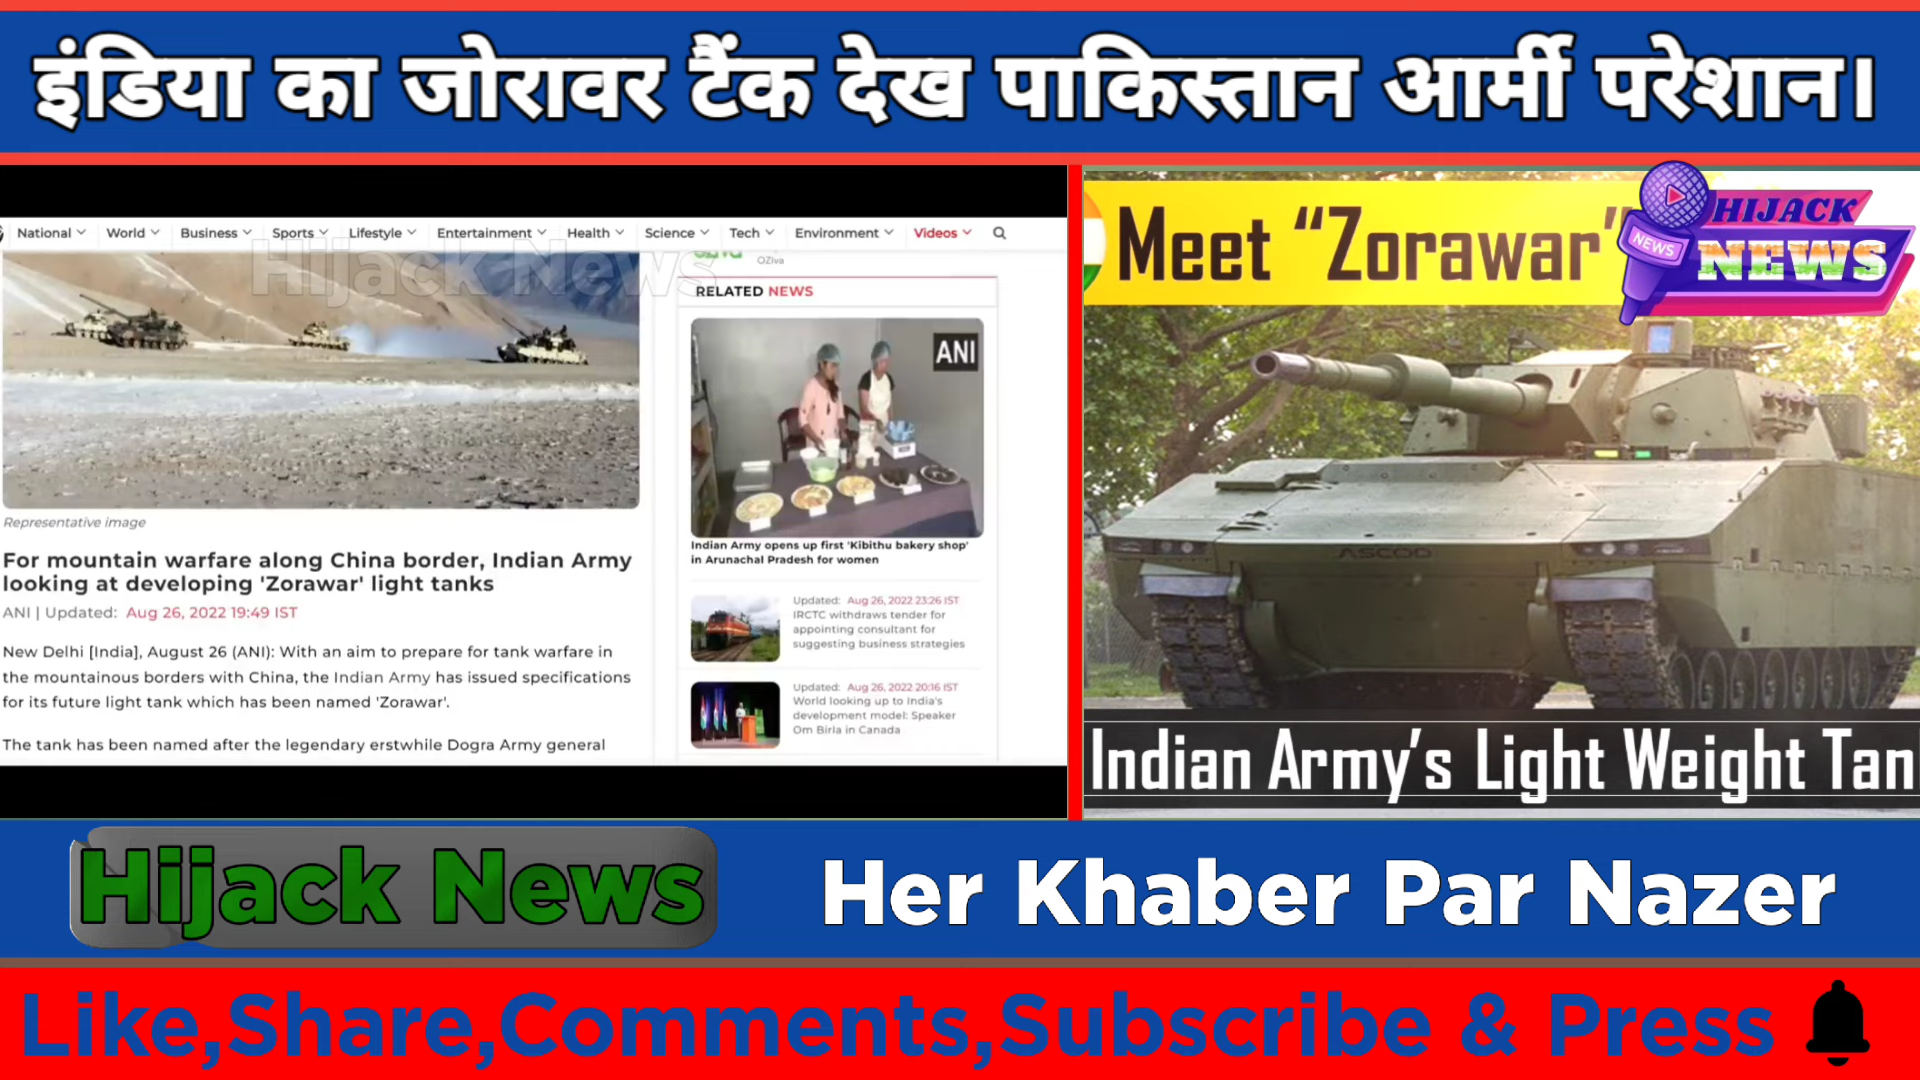 इंडिया का जोरावर टैंक देख पाकिस्तान आर्मी परेशान।
National World Business Sports Lifestyle Entertainment Health Science Tech Environment Videos
Hijack News
OZiva
RELATED NEWS
ANI
Indian Army opens up first 'Kibithu bakery shop'
in Arunachal Pradesh for women
Updated: Aug 26, 2022 23:26 IST
IRCTC withdraws tender for
appointing consultant for
suggesting business strategies
Updated: Aug 26, 2022 20:16 IST
World looking up to India's
development model: Speaker
Om Birla in Canada
Representative image
For mountain warfare along China border, Indian Army
looking at developing 'Zorawar' light tanks
ANI | Updated: Aug 26, 2022 19:49 IST
New Delhi [India], August 26 (ANI): With an aim to prepare for tank warfare in
the mountainous borders with China, the Indian Army has issued specifications
for its future light tank which has been named 'Zorawar'.
The tank has been named after the legendary erstwhile Dogra Army general
Meet “Zorawar”
HIJACK
NEWS
NEWS
ASCOD
Indian Army’s Light Weight Tan
Hijack News
Her Khaber Par Nazer
Like,Share,Comments,Subscribe & Press